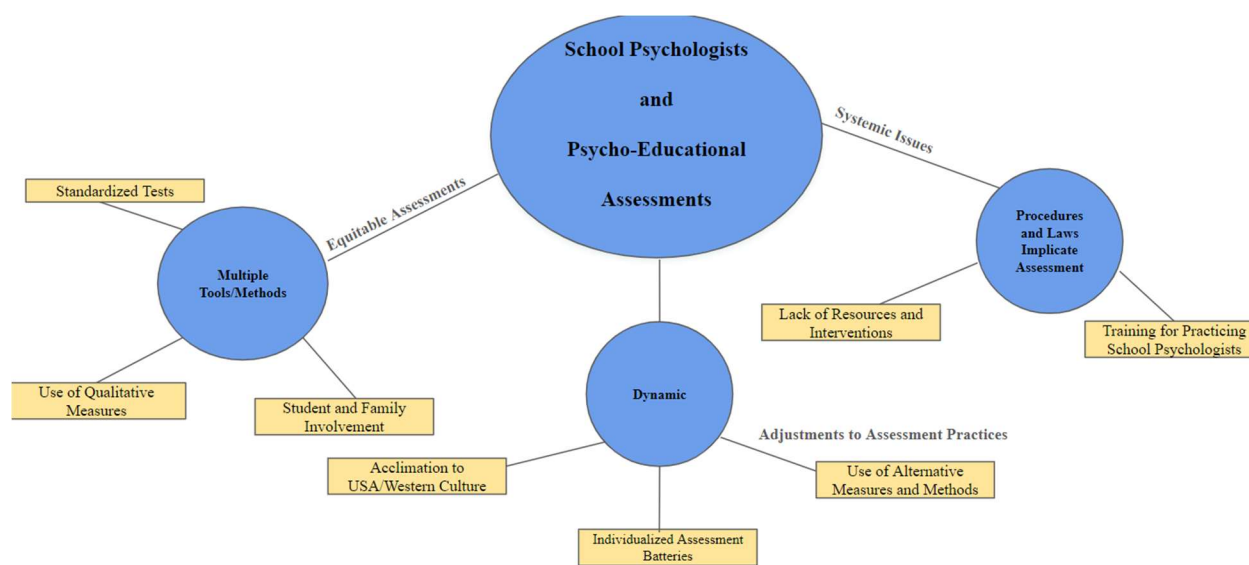 School Psychologists
and
Psycho-Educational
Assessments
Systemic Issues
Equitable Assessments
Standardized Tests
Multiple
Tools/Methods
Use of Qualitative
Measures
Student and Family
Involvement
Procedures
and Laws
Implicate
Assessment
Lack of Resources and
Interventions
Training for Practicing
School Psychologists
Dynamic
Adjustments to Assessment Practices
Acclimation to
USA/Western Culture
Use of Alternative
Measures and Methods
Individualized Assessment
Batteries